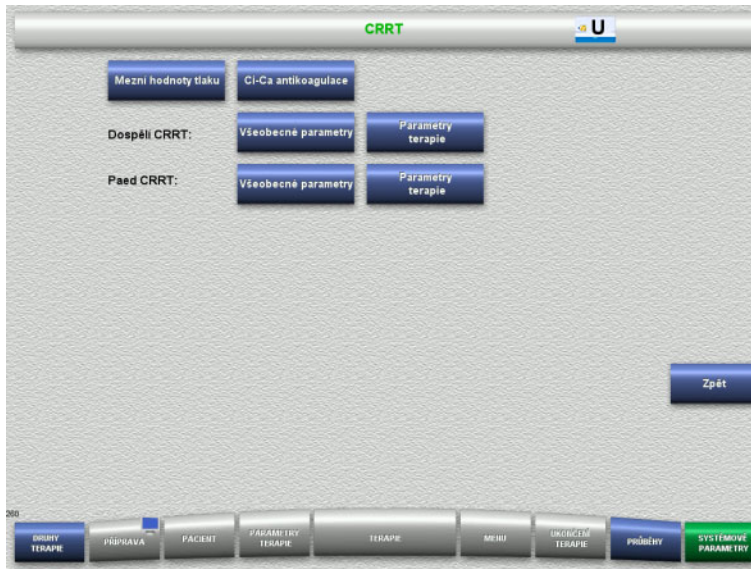 CRRT
U
Mezní hodnoty tlaku
Ci-Ca antikoagulace
Dospělí CRRT:
Všeobecné parametry
Parametry
terapie
Paed CRRT:
Všeobecné parametry
Parametry
terapie
Zpět
260
DRUHY
TERAPIE
PŘÍPRAVA
PACIENT
PARAMETRY
TERAPIE
TERAPIE
MENU
UKONČENÍ
TERAPIE
PRŮBĚHY
SYSTÉMOVÉ
PARAMETRY